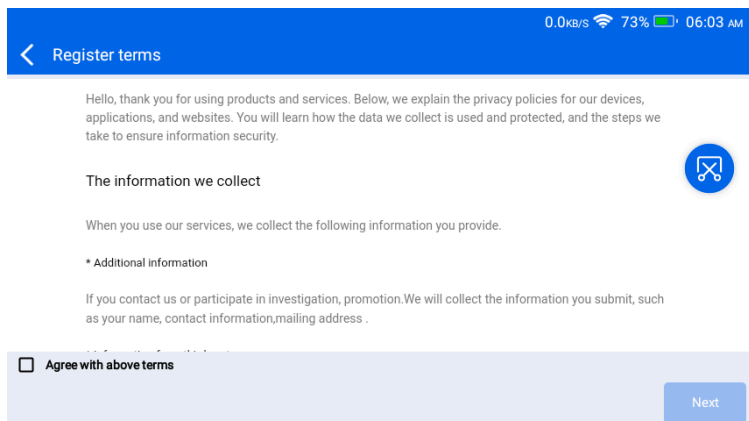 0.0KB/S 73% 06:03 AM
Register terms
Hello, thank you for using products and services. Below, we explain the privacy policies for our devices,
applications, and websites. You will learn how the data we collect is used and protected, and the steps we
take to ensure information security.
The information we collect
When you use our services, we collect the following information you provide.
* Additional information
If you contact us or participate in investigation, promotion.We will collect the information you submit, such
as your name, contact information,mailing address .
Agree with above terms
Next